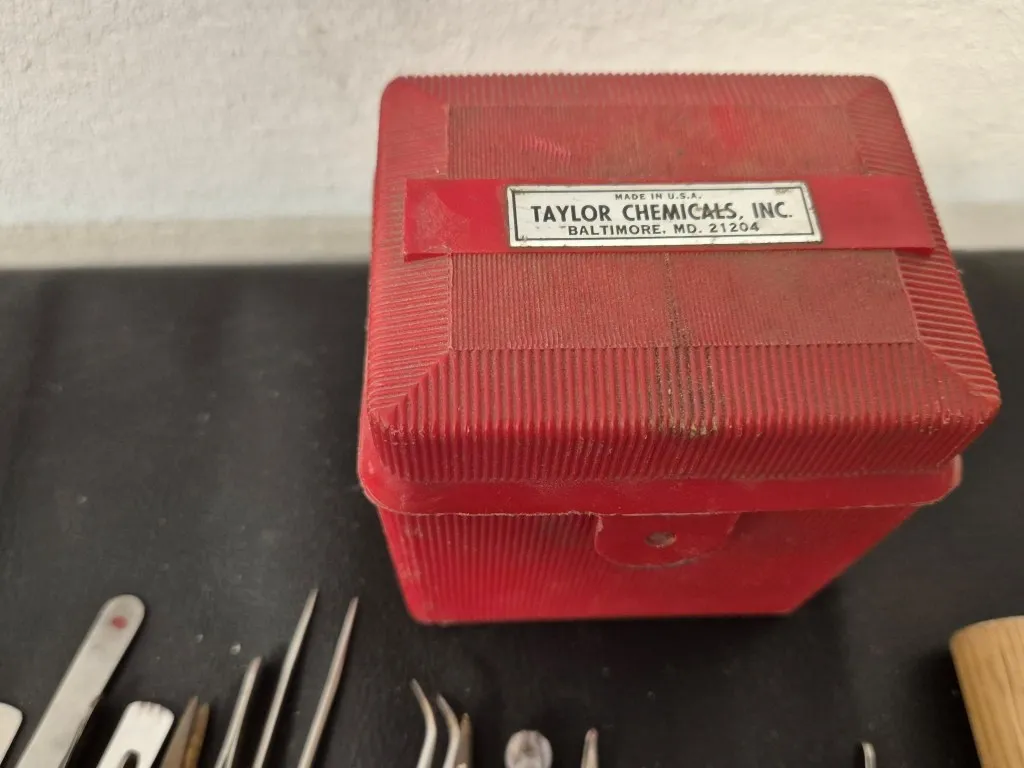 MADE IN U.S.A.
TAYLOR CHEMICALS, INC.
BALTIMORE, MD. 21204